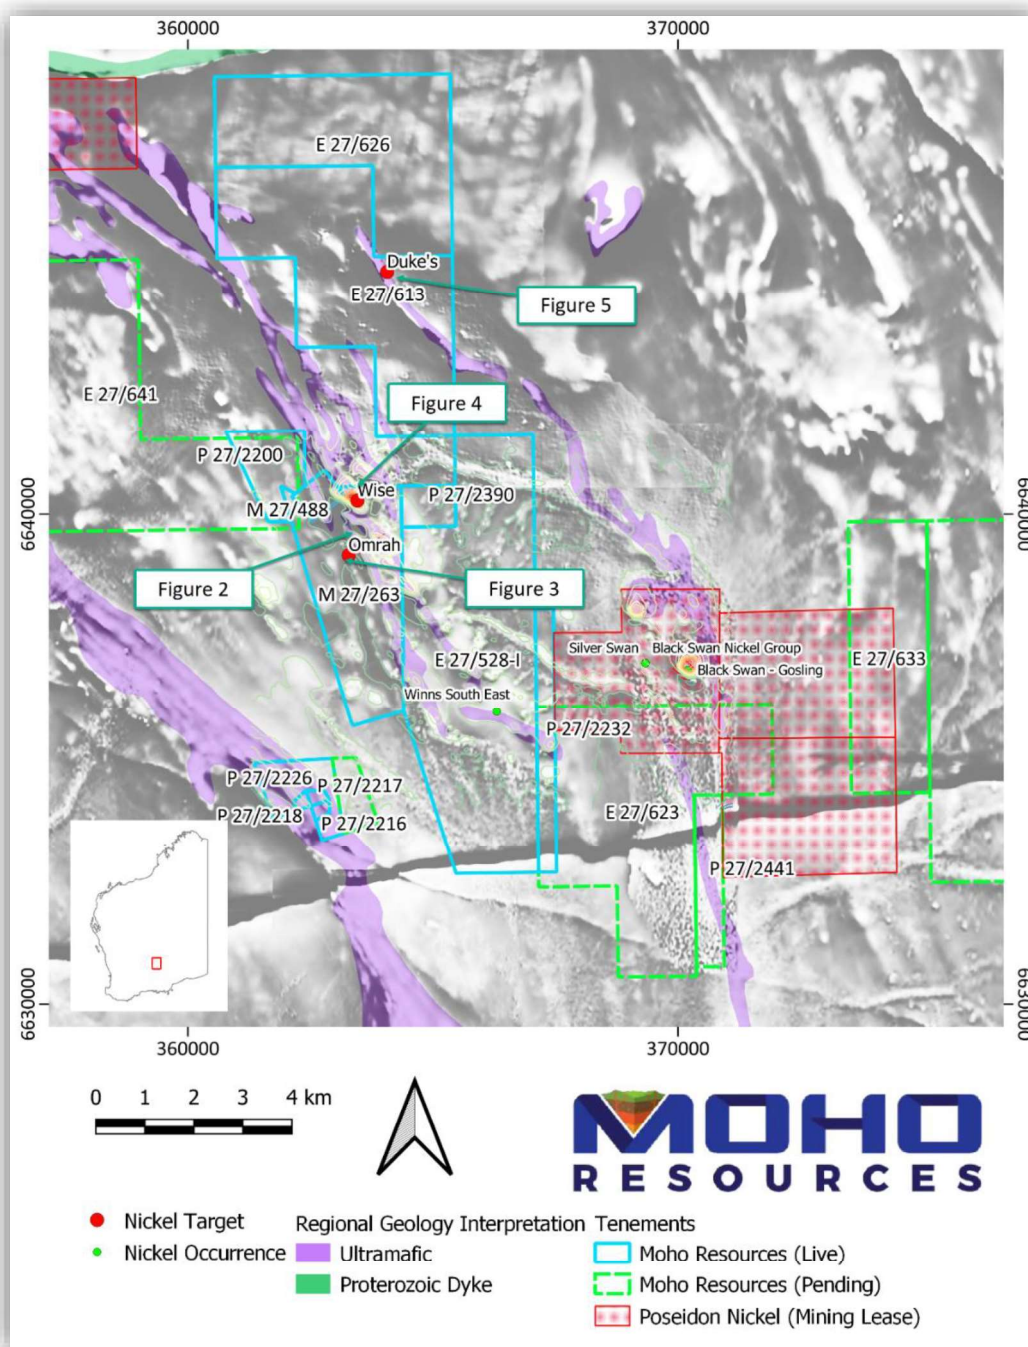 360000
370000
E 27/626
Duke's
E 27/613
Figure 5
E 27/641
Figure 4
P 27/2200
Wise
P 27/2390
M 27/488
6640000
6640000
Omrah
Figure 2
Figure 3
M 27/263
Silver Swan
Black Swan Nickel Group
E 27/528-I
E 27/633
Black Swan - Gosling
Winns South East
P 27/2232
P 27/2226
P 27/2217
P 27/2218
P 27/2216
E 27/623
P 27/2441
6630000
6630000
360000
370000
0 1 2 3 4 km
MOHO
RESOURCES
Nickel Target
Nickel Occurrence
Regional Geology Interpretation
Ultramafic
Proterozoic Dyke
Tenements
Moho Resources (Live)
Moho Resources (Pending)
Poseidon Nickel (Mining Lease)